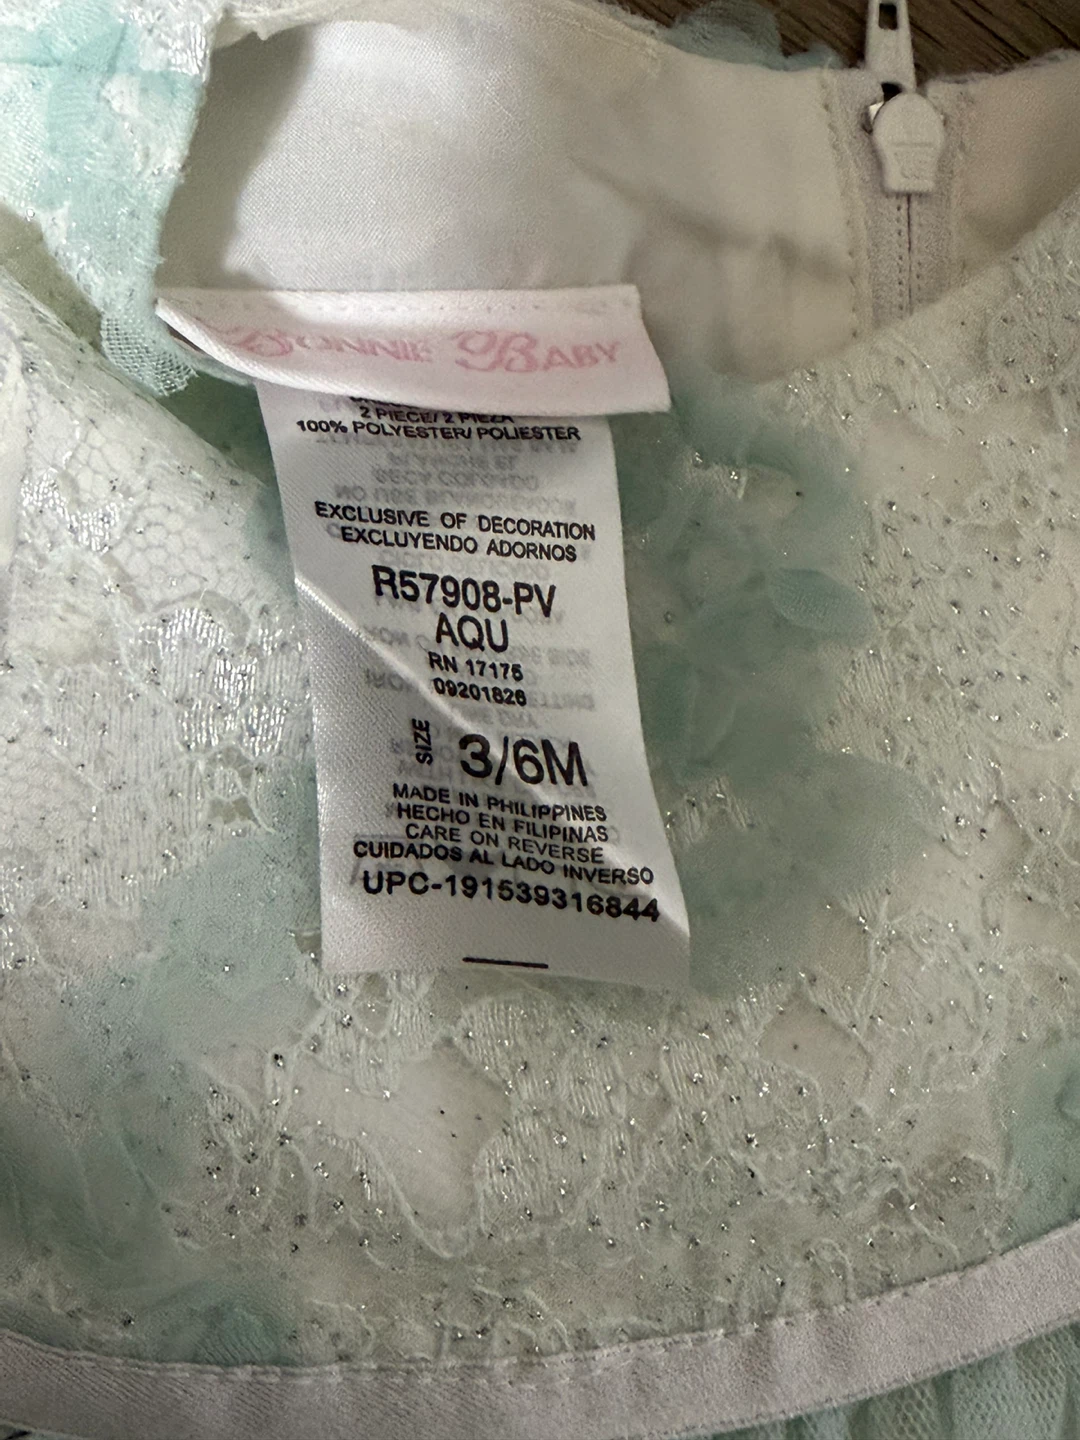 BONNIE BABY
2 PIECE/ 2 PIEZA
100% POLYESTER/ POLIESTER
EXCLUSIVE OF DECORATION
EXCLUYENDO ADORNOS
R57908-PV
AQU
RN 17175
09201826
SIZE 3/6M
MADE IN PHILIPPINES
HECHO EN FILIPINAS
CARE ON REVERSE
CUIDADOS AL LADO INVERSO
UPC-191539316844